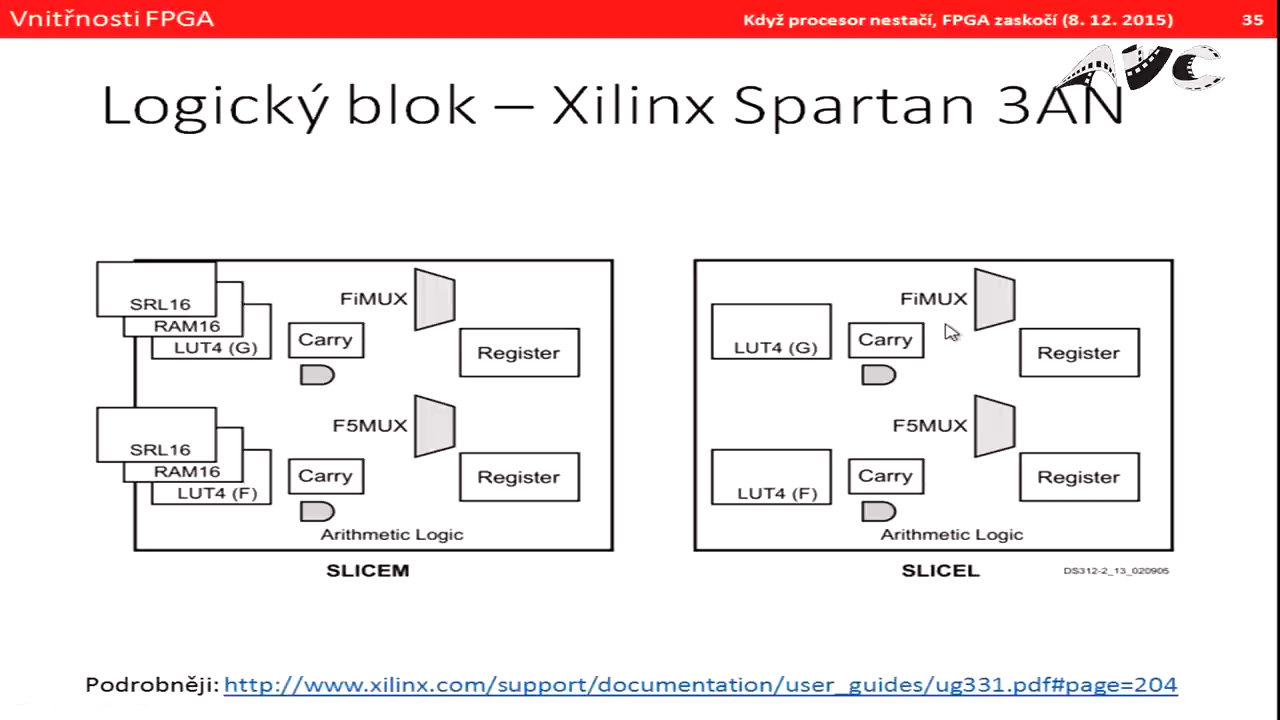 Vnitřnosti FPGA
Když procesor nestačí, FPGA zaskočí (8. 12. 2015)
35
AVC
Logický blok – Xilinx Spartan 3AN
SRL16
RAM16
LUT4 (G)
Carry
FiMUX
Register
SRL16
RAM16
LUT4 (F)
Carry
F5MUX
Register
Arithmetic Logic
SLICEM
LUT4 (G)
Carry
FiMUX
Register
LUT4 (F)
Carry
F5MUX
Register
Arithmetic Logic
SLICEL
DS312-2_13_020905
Podrobněji: http://www.xilinx.com/support/documentation/user_guides/ug331.pdf#page=204